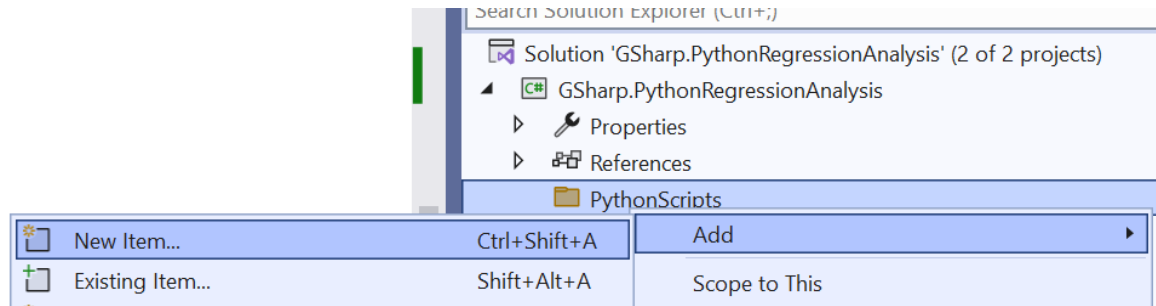 Search Solution Explorer (Ctrl+;)
Solution 'GSharp.PythonRegressionAnalysis' (2 of 2 projects)
C# GSharp.PythonRegressionAnalysis
Properties
References
PythonScripts
New Item... Ctrl+Shift+A Add
Existing Item... Shift+Alt+A Scope to This